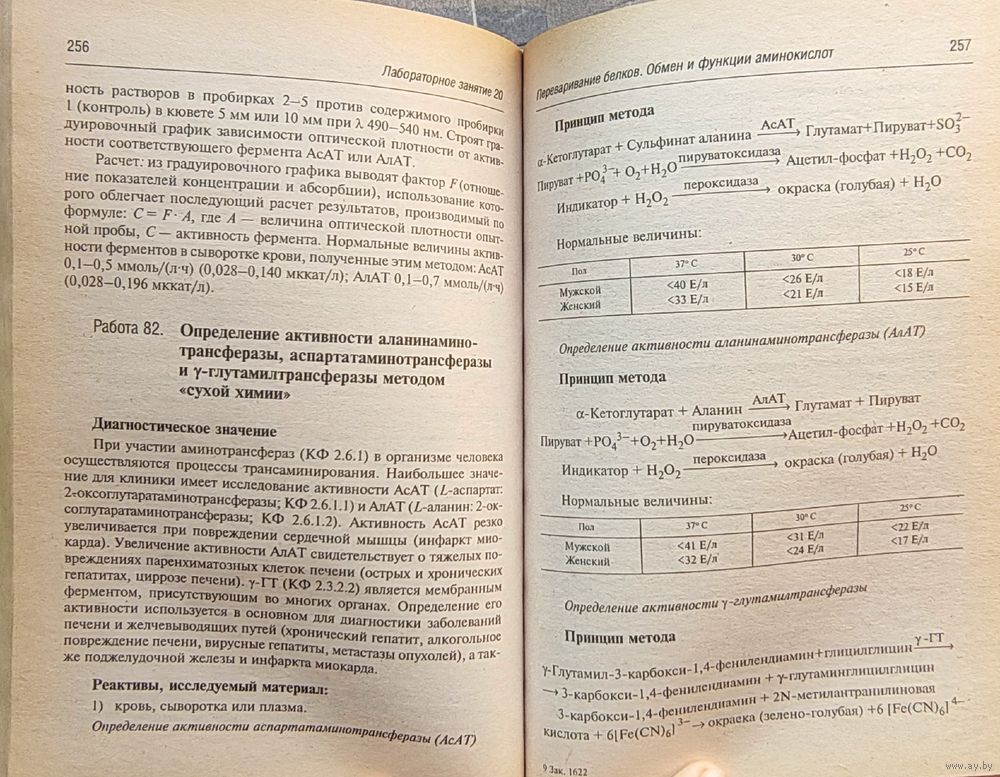 256
Лабораторное занятие 20
ность растворов в пробирках 2–5 против содержимого пробирки
1 (контроль) в кювете 5 мм или 10 мм при λ 490–540 нм. Строят гра-
дуировочный график зависимости оптической плотности от актив-
ности соответствующего фермента АсАТ или АлАТ.
Расчет: из градуировочного графика выводят фактор F (отноше-
ние показателей концентрации и абсорбции), использование кото-
рого облегчает последующий расчет результатов, производимый по
формуле: C = F · A, где A — величина оптической плотности опыт-
ной пробы, C — активность фермента. Нормальные величины актив-
ности ферментов в сыворотке крови, полученные этим методом: АсАТ
0,1–0,5 ммоль/(л·ч) (0,028–0,140 мккат/л); АлАТ 0,1–0,7 ммоль/(л·ч)
(0,028–0,196 мккат/л).
Работа 82. Определение активности аланинамино-
трансферазы, аспартатаминотрансферазы
и γ-глутамилтрансферазы методом
«сухой химии»
Диагностическое значение
При участии аминотрансфераз (КФ 2.6.1) в организме человека
осуществляются процессы трансаминирования. Наибольшее значе-
ние для клиники имеет исследование активности АсАТ (L-аспартат:
2-оксоглутаратаминотрансферазы; КФ 2.6.1.1) и АлАТ (L-аланин: 2-ок-
соглутаратаминотрансферазы; КФ 2.6.1.2). Активность АсАТ резко
увеличивается при повреждении сердечной мышцы (инфаркт мио-
карда). Увеличение активности АлАТ свидетельствует о тяжелых по-
вреждениях паренхиматозных клеток печени (острых и хронических
гепатитах, циррозе печени). γ-ГТ (КФ 2.3.2.2) является мембранным
ферментом, присутствующим во многих органах. Определение его
активности используется в основном для диагностики заболеваний
печени и желчевыводящих путей (хронический гепатит, алкогольное
повреждение печени, вирусные гепатиты, метастазы опухолей), а так-
же поджелудочной железы и инфаркта миокарда.
Реактивы, исследуемый материал:
1) кровь, сыворотка или плазма.
Определение активности аспартатаминотрансферазы (АсАТ)
257
Переваривание белков. Обмен и функции аминокислот
Принцип метода
α-Кетоглутарат + Сульфинат аланина —АсАТ→ Глутамат+Пируват+SO₃²⁻
Пируват +PO₄³⁻+ O₂+H₂O —пируватоксидаза→ Ацетил-фосфат +H₂O₂ +CO₂
Индикатор + H₂O₂ —пероксидаза→ окраска (голубая) + H₂O
Нормальные величины:
Пол 37° C 30° C 25° C
Мужской <40 Е/л <26 Е/л <18 Е/л
Женский <33 Е/л <21 Е/л <15 Е/л
Определение активности аланинаминотрансферазы (АлАТ)
Принцип метода
α-Кетоглутарат + Аланин —АлАТ→ Глутамат + Пируват
Пируват +PO₄³⁻+O₂+H₂O —пируватоксидаза→ Ацетил-фосфат +H₂O₂ +CO₂
Индикатор + H₂O₂ —пероксидаза→ окраска (голубая) + H₂O
Нормальные величины:
Пол 37° C 30° C 25° C
Мужской <41 Е/л <31 Е/л <22 Е/л
Женский <32 Е/л <24 Е/л <17 Е/л
Определение активности γ-глутамилтрансферазы
Принцип метода
γ-Глутамил-3-карбокси-1,4-фенилендиамин+глицилглицин —γ-ГТ→
→ 3-карбокси-1,4-фенилендиамин + γ-глутаминглицилглицин
3-карбокси-1,4-фенилендиамин + 2N-метилантранилиновая
кислота + 6[Fe(CN)₆]³⁻ → окраска (зелено-голубая) +6 [Fe(CN)₆]⁴⁻
9 Зак. 1622
www.ay.by